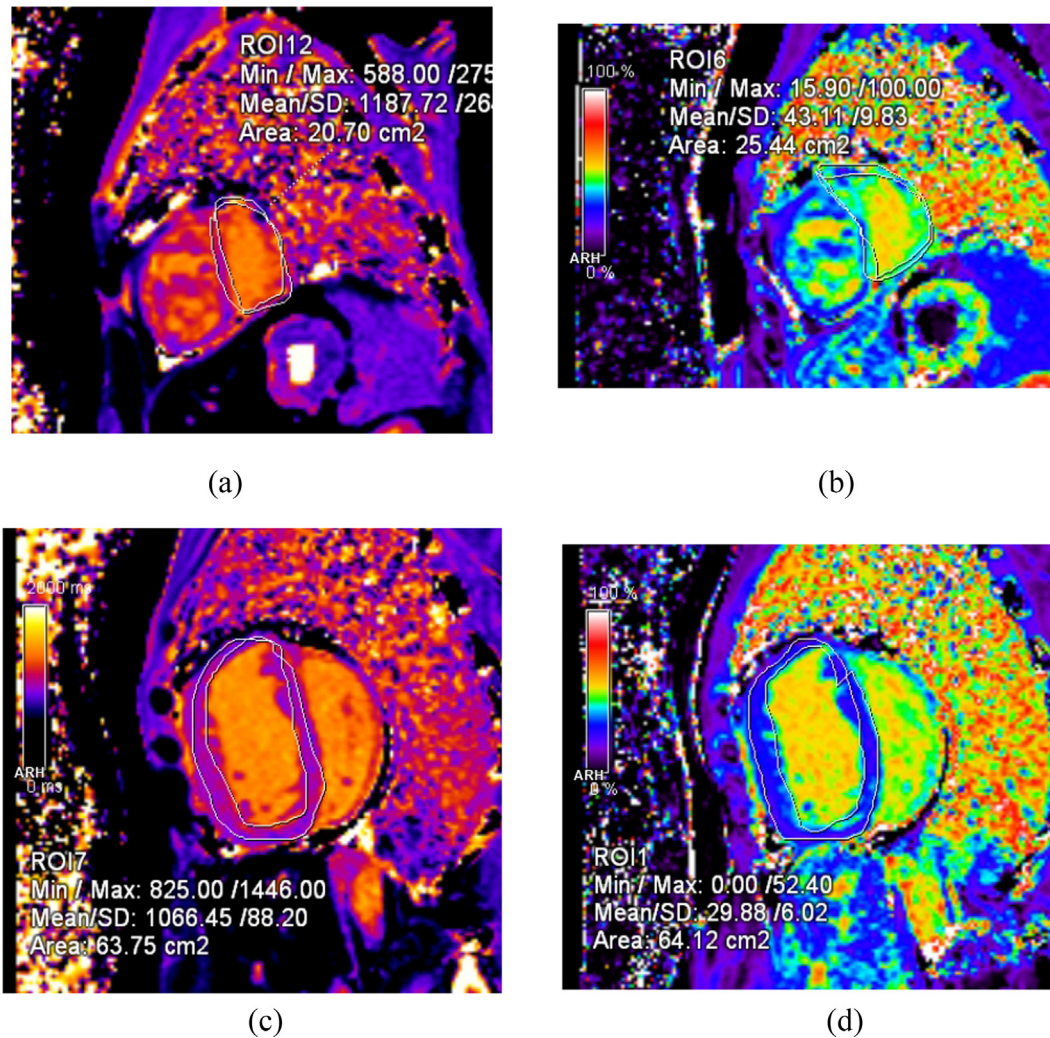 ROI12
Min / Max: 588.00 /275
Mean/SD: 1187.72 /264
Area: 20.70 cm2
100 %
ROI6
Min / Max: 15.90 /100.00
Mean/SD: 43.11 /9.83
Area: 25.44 cm2
ARH
0 %
(a)
(b)
2000 ms
ARH
0 ms
ROI7
Min / Max: 825.00 /1446.00
Mean/SD: 1066.45 /88.20
Area: 63.75 cm2
100 %
ARH
0 %
ROI1
Min / Max: 0.00 /52.40
Mean/SD: 29.88 /6.02
Area: 64.12 cm2
(c)
(d)